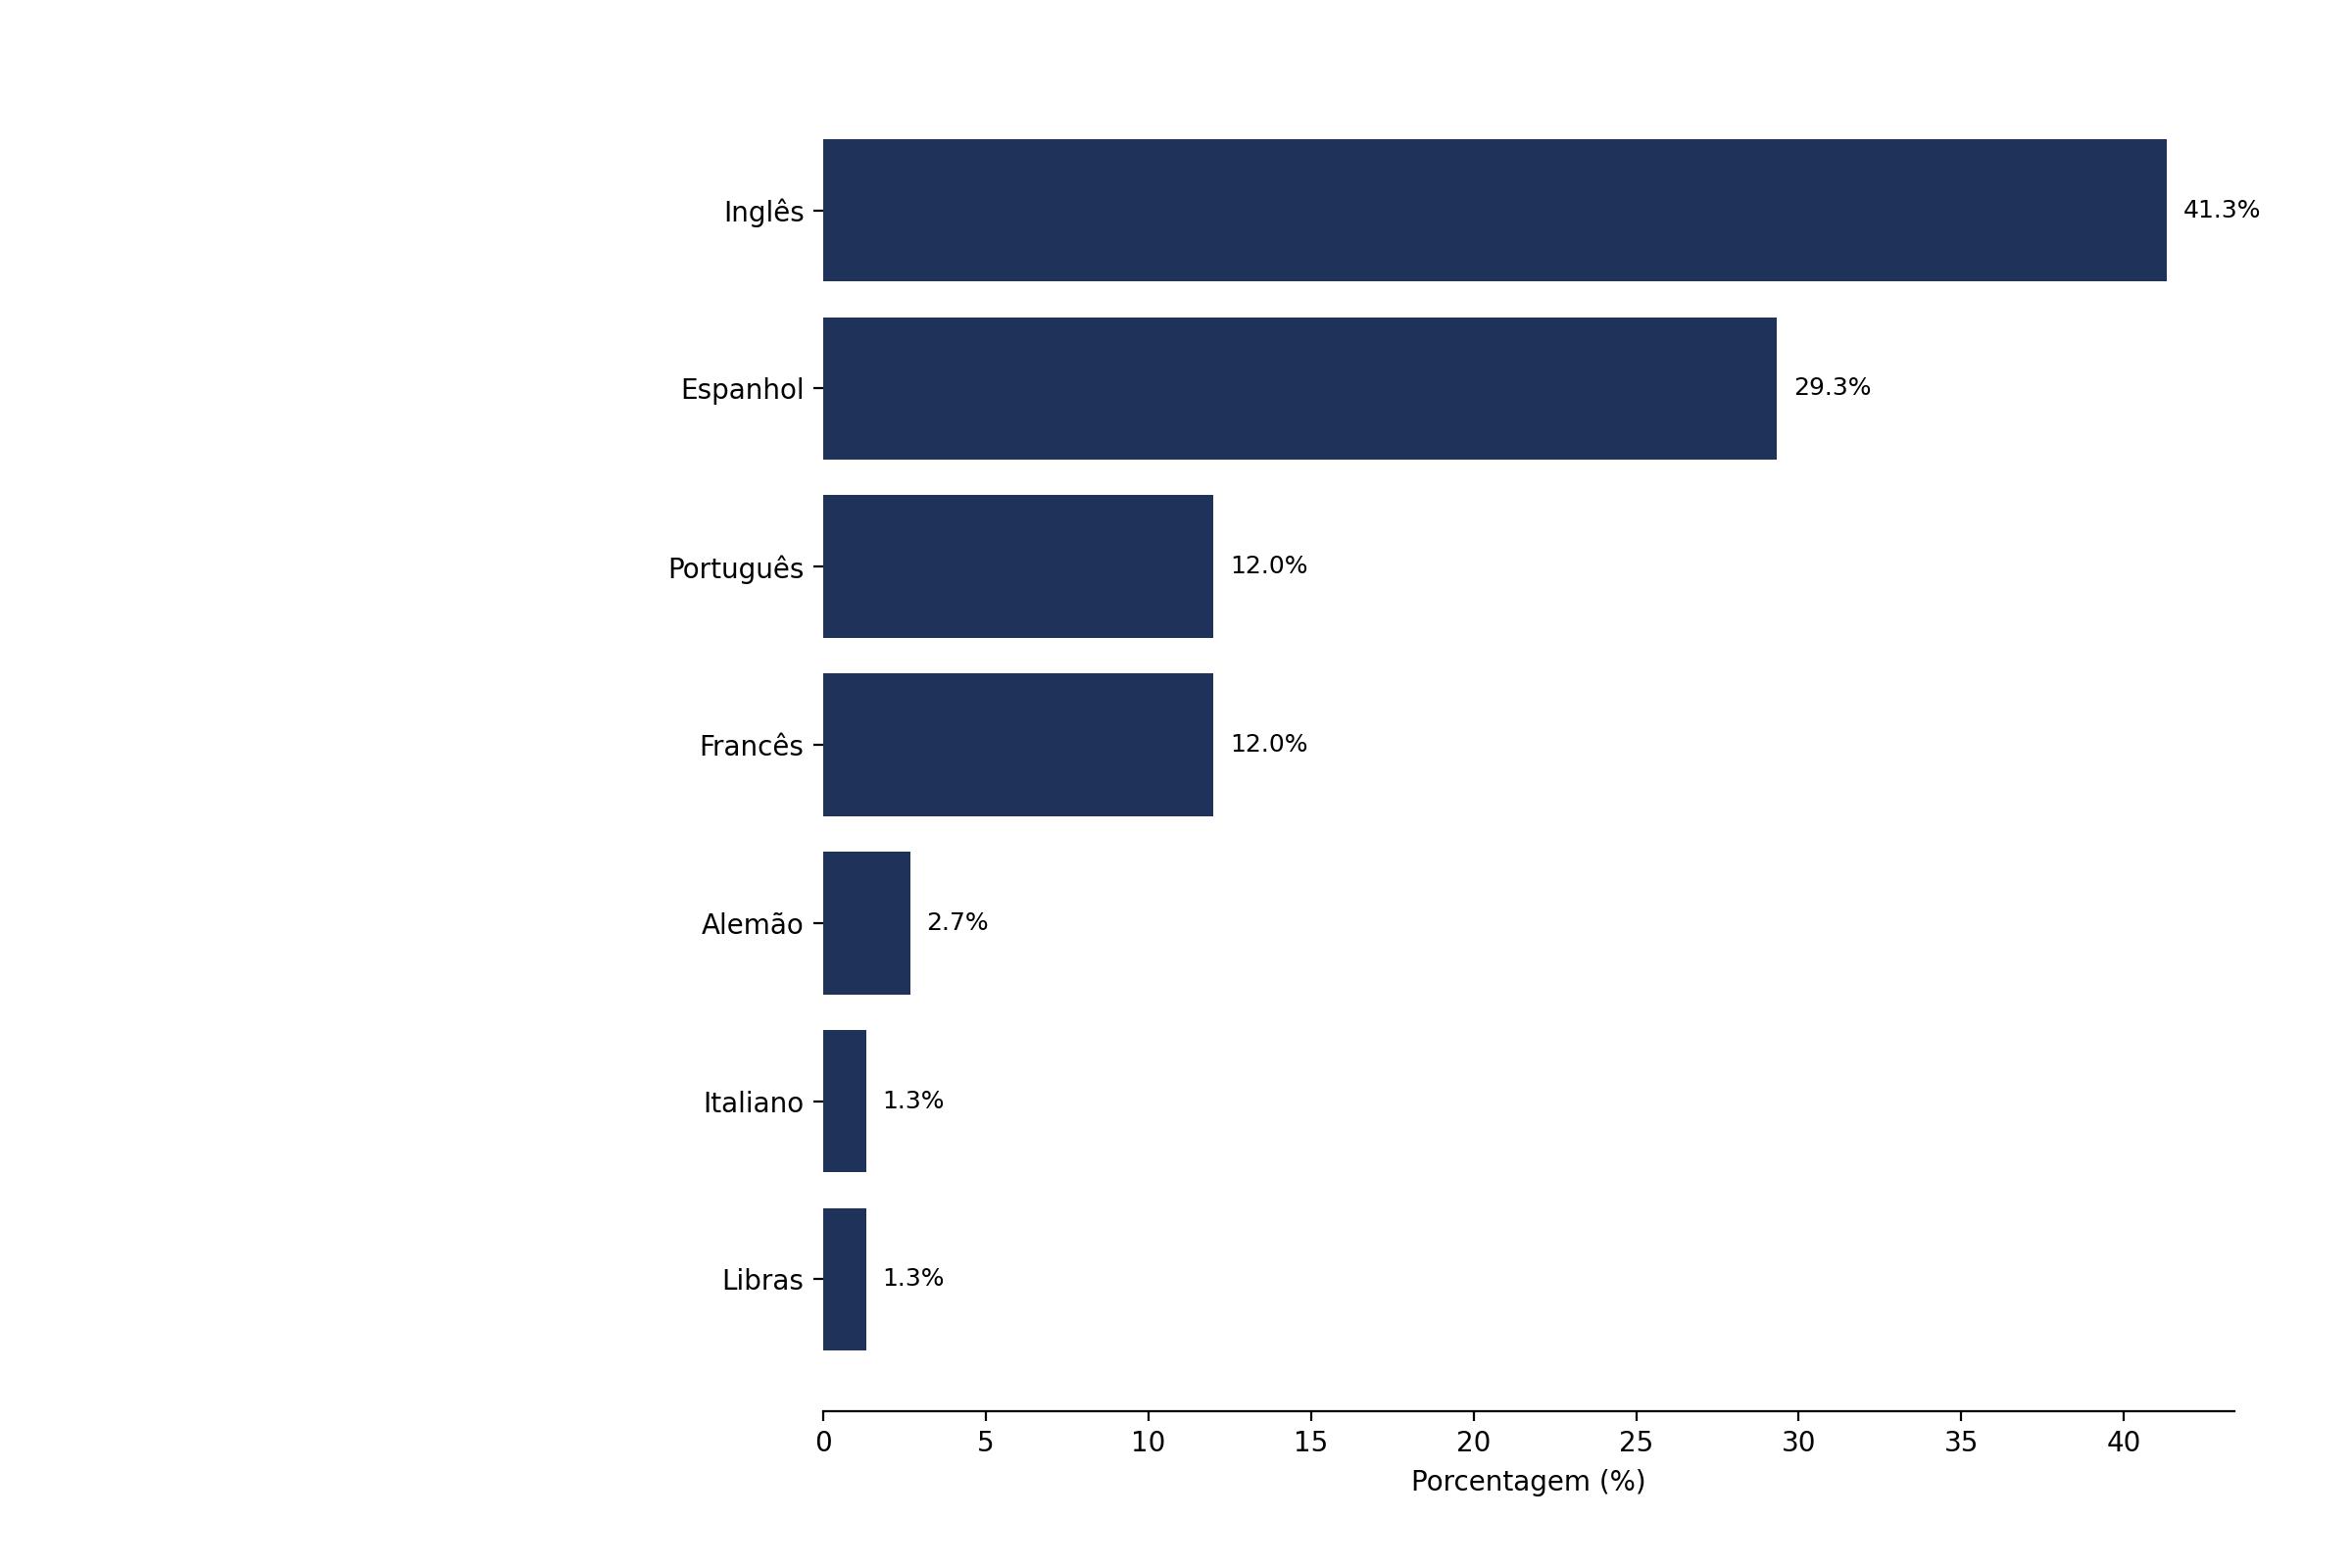 Inglês 41.3%
Espanhol 29.3%
Português 12.0%
Francês 12.0%
Alemão 2.7%
Italiano 1.3%
Libras 1.3%
0 5 10 15 20 25 30 35 40
Porcentagem (%)